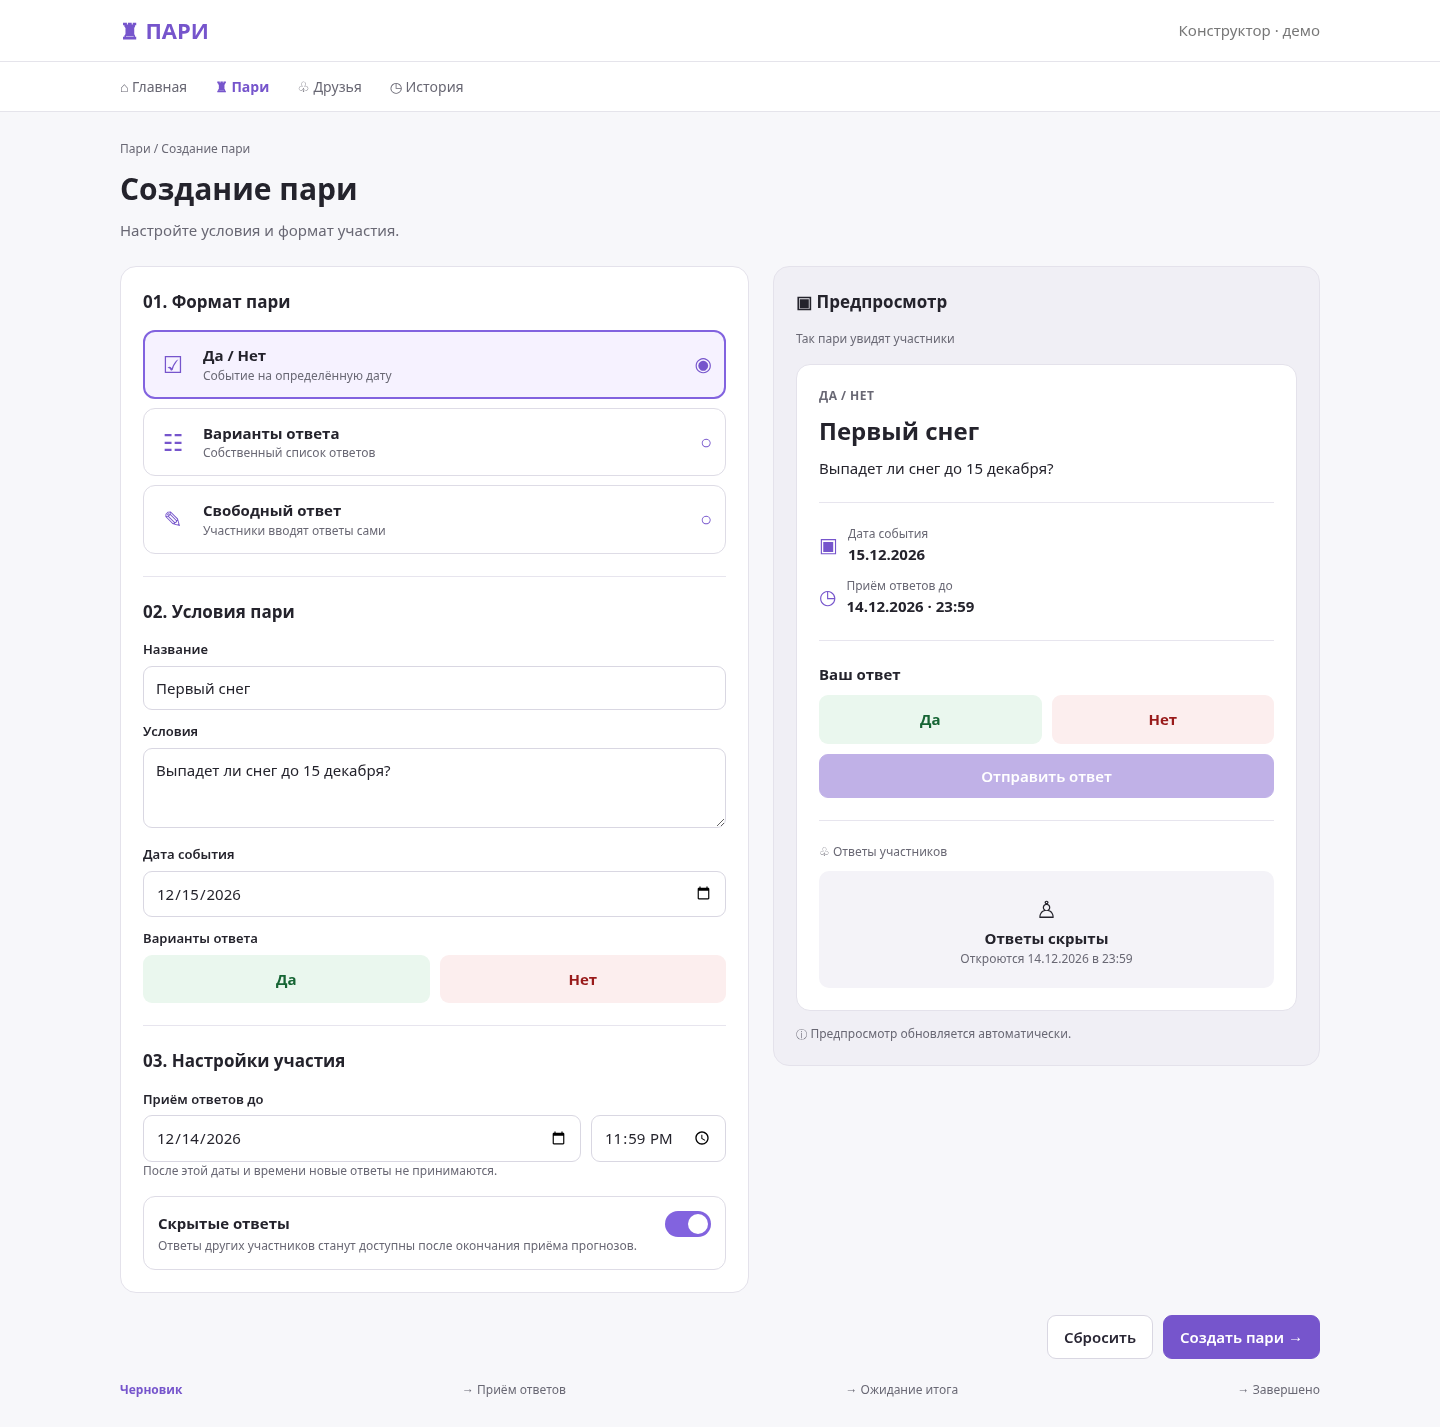 ♜ ПАРИ
Конструктор · демо
⌂ Главная
♜ Пари
♧ Друзья
◷ История
Пари / Создание пари
Создание пари
Настройте условия и формат участия.
01. Формат пари
☑ Да / Нет
Событие на определённую дату
◉
☷ Варианты ответа
Собственный список ответов
○
✎ Свободный ответ
Участники вводят ответы сами
○
02. Условия пари
Название
Первый снег
Условия
Выпадет ли снег до 15 декабря?
Дата события
12/15/2026
Варианты ответа
Да
Нет
03. Настройки участия
Приём ответов до
12/14/2026
11:59 PM
После этой даты и времени новые ответы не принимаются.
Скрытые ответы
Ответы других участников станут доступны после окончания приёма прогнозов.
▣ Предпросмотр
Так пари увидят участники
ДА / НЕТ
Первый снег
Выпадет ли снег до 15 декабря?
▣ Дата события
15.12.2026
◷ Приём ответов до
14.12.2026 · 23:59
Ваш ответ
Да
Нет
Отправить ответ
♧ Ответы участников
♙
Ответы скрыты
Откроются 14.12.2026 в 23:59
ⓘ Предпросмотр обновляется автоматически.
Сбросить
Создать пари →
Черновик
→ Приём ответов
→ Ожидание итога
→ Завершено